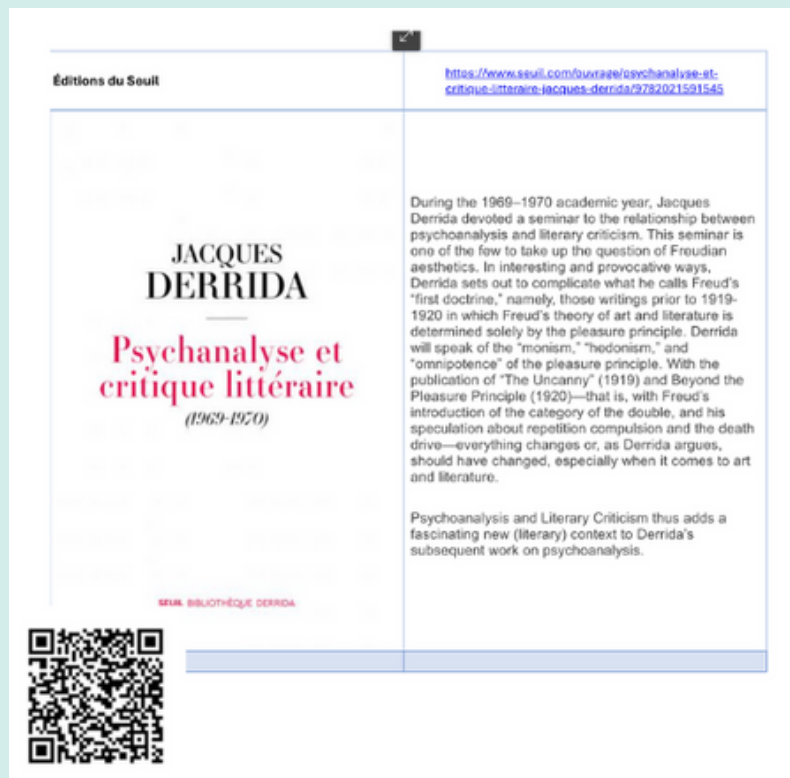 Éditions du Seuil
https://www.seuil.com/ouvrage/psychanalyse-et-
critique-litteraire-jacques-derrida/9782021591545
JACQUES
DERRIDA
Psychanalyse et
critique littéraire
(1969-1970)
SEUIL BIBLIOTHÈQUE DERRIDA
During the 1969–1970 academic year, Jacques
Derrida devoted a seminar to the relationship between
psychoanalysis and literary criticism. This seminar is
one of the few to take up the question of Freudian
aesthetics. In interesting and provocative ways,
Derrida sets out to complicate what he calls Freud's
"first doctrine," namely, those writings prior to 1919-
1920 in which Freud's theory of art and literature is
determined solely by the pleasure principle. Derrida
will speak of the "monism," "hedonism," and
"omnipotence" of the pleasure principle. With the
publication of "The Uncanny" (1919) and Beyond the
Pleasure Principle (1920)—that is, with Freud's
introduction of the category of the double, and his
speculation about repetition compulsion and the death
drive—everything changes or, as Derrida argues,
should have changed, especially when it comes to art
and literature.
Psychoanalysis and Literary Criticism thus adds a
fascinating new (literary) context to Derrida's
subsequent work on psychoanalysis.